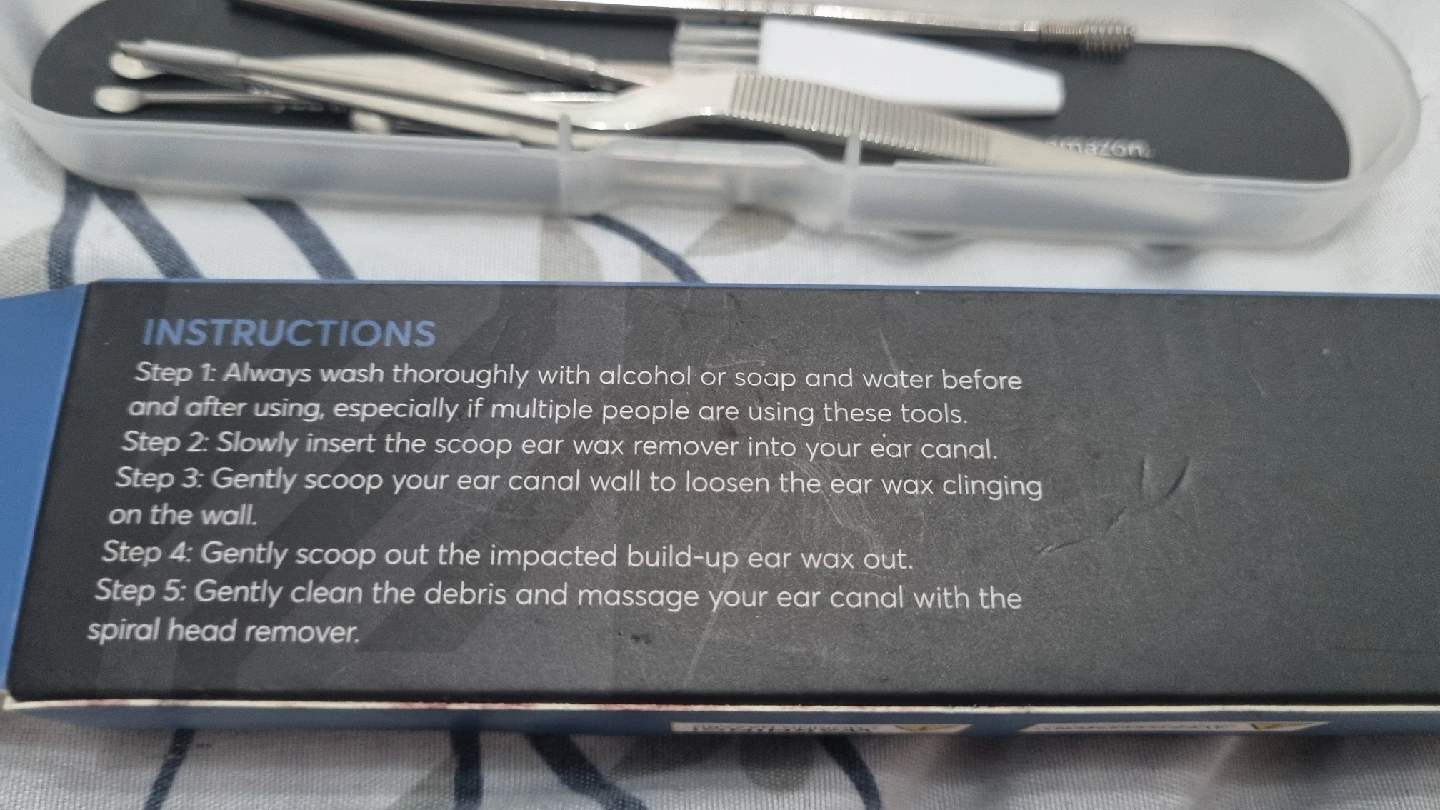 amazon.
INSTRUCTIONS
Step 1: Always wash thoroughly with alcohol or soap and water before
and after using, especially if multiple people are using these tools.
Step 2: Slowly insert the scoop ear wax remover into your ear canal.
Step 3: Gently scoop your ear canal wall to loosen the ear wax clinging
on the wall.
Step 4: Gently scoop out the impacted build-up ear wax out.
Step 5: Gently clean the debris and massage your ear canal with the
spiral head remover.